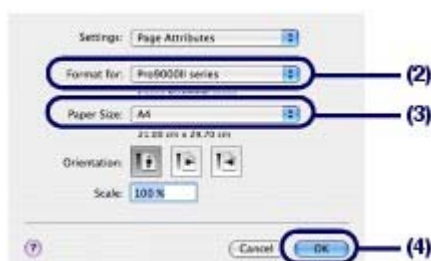 Settings: Page Attributes
Format for: Pro9000II series (2)
Paper Size: A4 (3)
21.00 cm x 29.70 cm
Orientation:
Scale: 100 %
? Cancel OK (4)